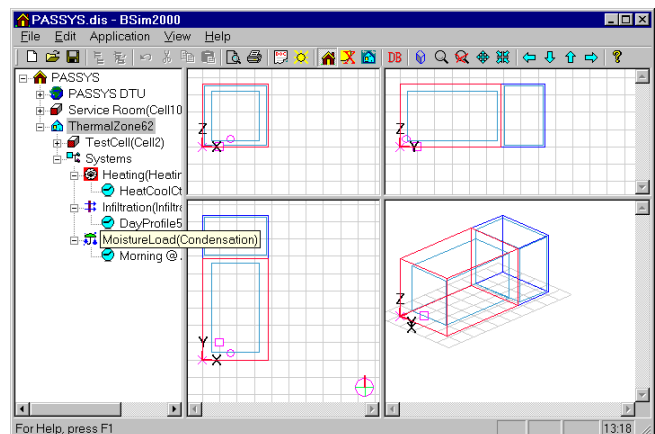 PASSYS.dis - BSim2000
File Edit Application View Help
DB
PASSYS
PASSYS DTU
Service Room(Cell10
ThermalZone62
TestCell(Cell2)
Systems
Heating(Heatin
HeatCoolCt
Infiltration(Infiltra
DayProfile5
MoistureLoad(Condensation)
Morning @.
Z
X
Z
Y
Y
X
Z
Y
X
For Help, press F1
13:18